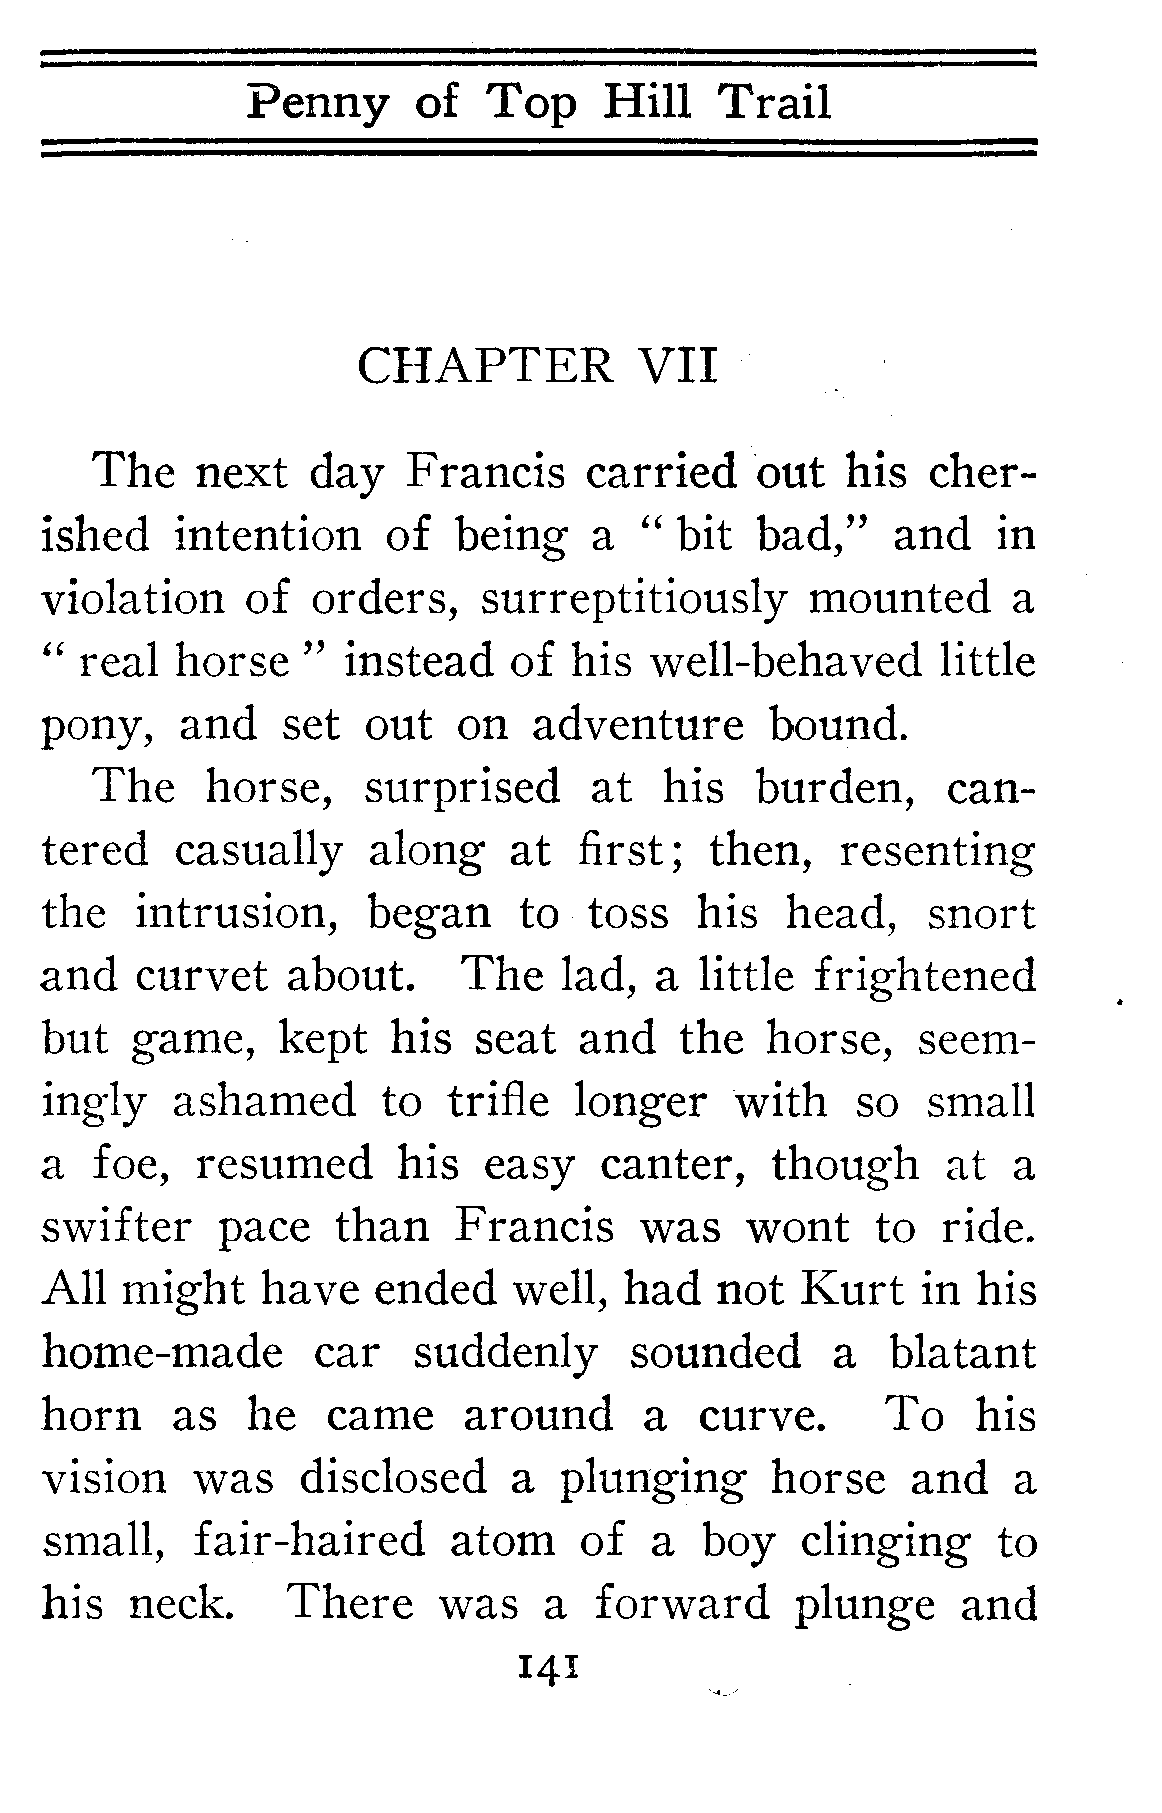 Penny of Top Hill Trail
CHAPTER VII
The next day Francis carried out his cher-
ished intention of being a “ bit bad,” and in
violation of orders, surreptitiously mounted a
“ real horse ” instead of his well-behaved little
pony, and set out on adventure bound.
The horse, surprised at his burden, can-
tered casually along at first; then, resenting
the intrusion, began to toss his head, snort
and curvet about. The lad, a little frightened
but game, kept his seat and the horse, seem-
ingly ashamed to trifle longer with so small
a foe, resumed his easy canter, though at a
swifter pace than Francis was wont to ride.
All might have ended well, had not Kurt in his
home-made car suddenly sounded a blatant
horn as he came around a curve. To his
vision was disclosed a plunging horse and a
small, fair-haired atom of a boy clinging to
his neck. There was a forward plunge and
141